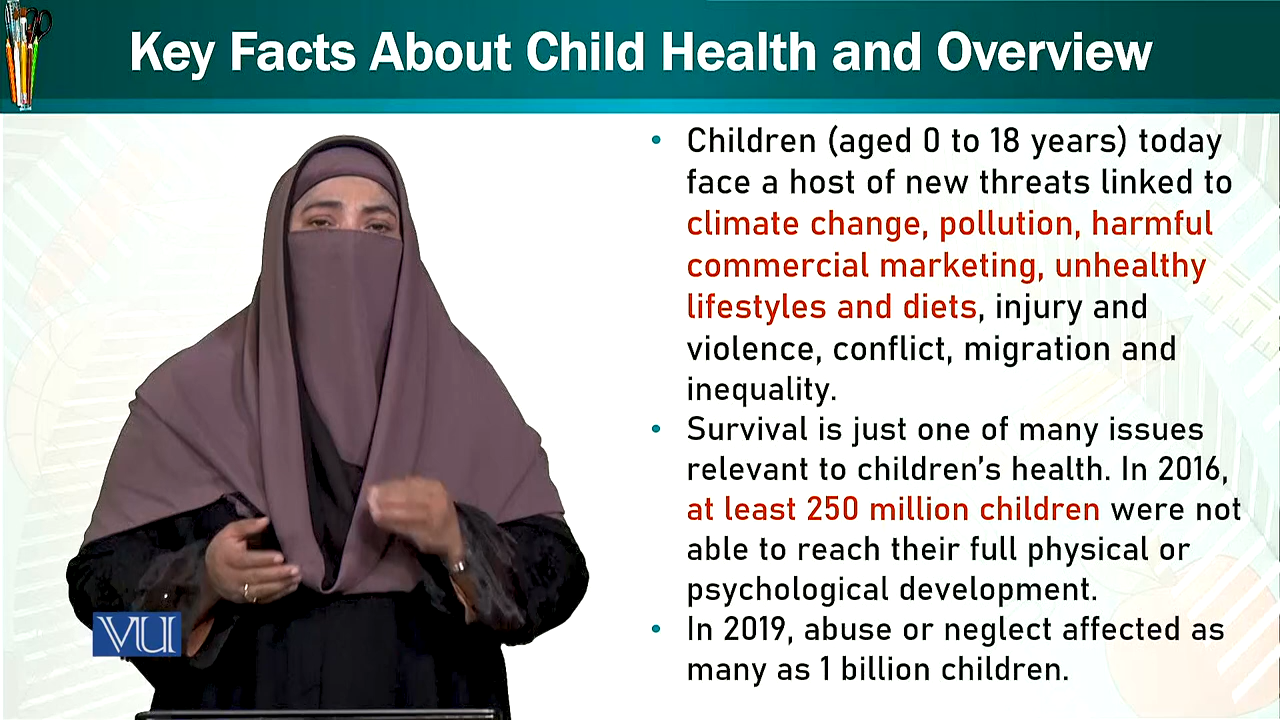 Key Facts About Child Health and Overview
• Children (aged 0 to 18 years) today
face a host of new threats linked to
climate change, pollution, harmful
commercial marketing, unhealthy
lifestyles and diets, injury and
violence, conflict, migration and
inequality.
• Survival is just one of many issues
relevant to children’s health. In 2016,
at least 250 million children were not
able to reach their full physical or
psychological development.
• In 2019, abuse or neglect affected as
many as 1 billion children.
VU